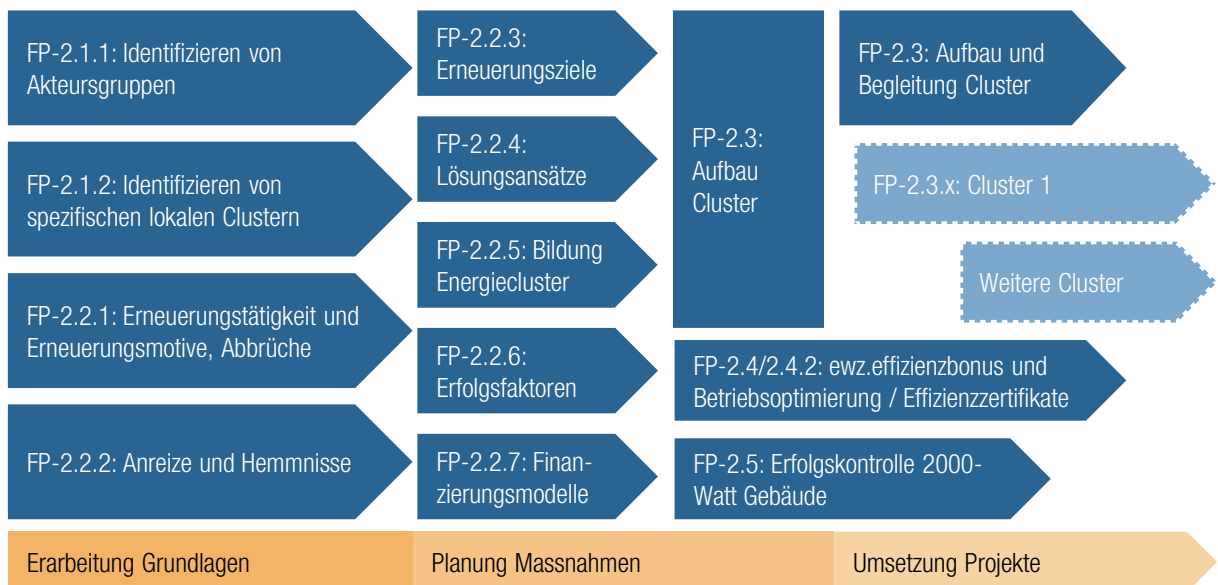 FP-2.1.1: Identifizieren von
Akteursgruppen
FP-2.1.2: Identifizieren von
spezifischen lokalen Clustern
FP-2.2.1: Erneuerungstätigkeit und
Erneuerungsmotive, Abbrüche
FP-2.2.2: Anreize und Hemmnisse
FP-2.2.3:
Erneuerungsziele
FP-2.2.4:
Lösungsansätze
FP-2.2.5: Bildung
Energiecluster
FP-2.2.6:
Erfolgsfaktoren
FP-2.2.7: Finan-
zierungsmodelle
FP-2.3:
Aufbau
Cluster
FP-2.3: Aufbau und
Begleitung Cluster
FP-2.3.x: Cluster 1
Weitere Cluster
FP-2.4/2.4.2: ewz.effizienzbonus und
Betriebsoptimierung / Effizienzzertifikate
FP-2.5: Erfolgskontrolle 2000-
Watt Gebäude
Erarbeitung Grundlagen
Planung Massnahmen
Umsetzung Projekte